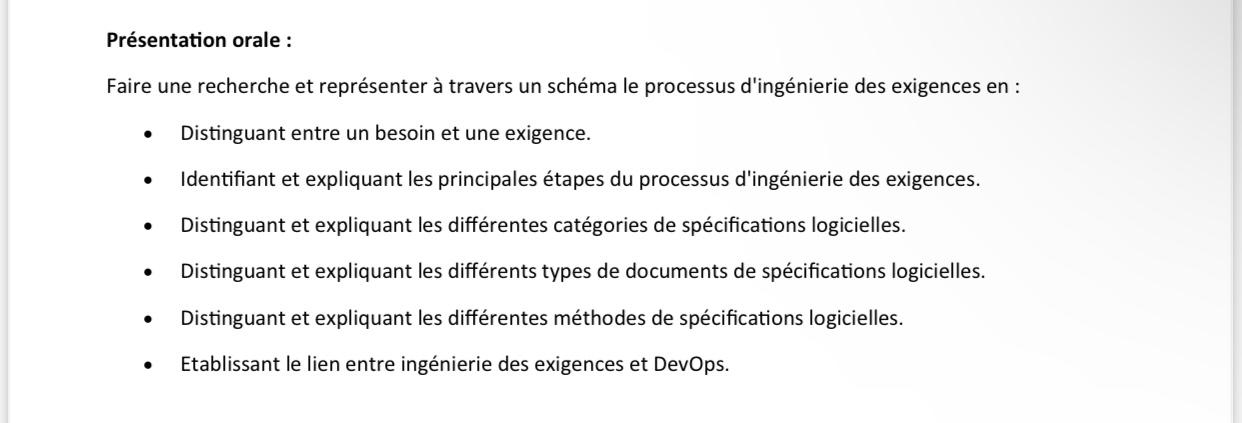 Présentation orale :
Faire une recherche et représenter à travers un schéma le processus d'ingénierie des exigences en :
• Distinguant entre un besoin et une exigence.
• Identifiant et expliquant les principales étapes du processus d'ingénierie des exigences.
• Distinguant et expliquant les différentes catégories de spécifications logicielles.
• Distinguant et expliquant les différents types de documents de spécifications logicielles.
• Distinguant et expliquant les différentes méthodes de spécifications logicielles.
• Etablissant le lien entre ingénierie des exigences et DevOps.